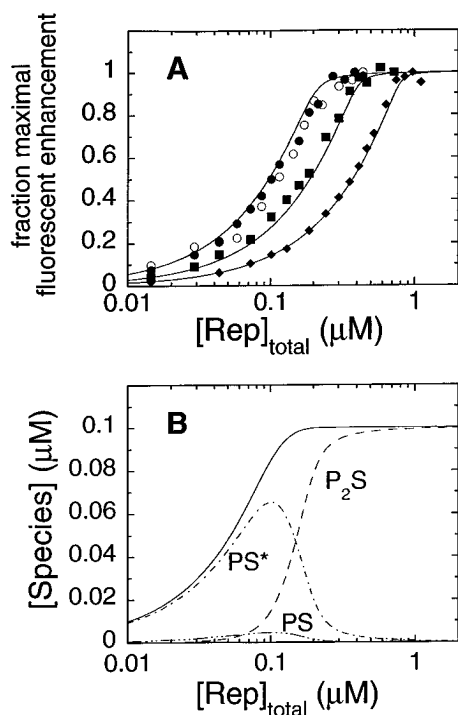 A
fraction maximal
fluorescent enhancement
1
0.8
0.6
0.4
0.2
0
0.01
0.1
1
[Rep]total (μM)
B
[Species] (μM)
0.1
0.08
0.06
0.04
0.02
0
P2S
PS*
PS
0.01
0.1
1
[Rep]total (μM)